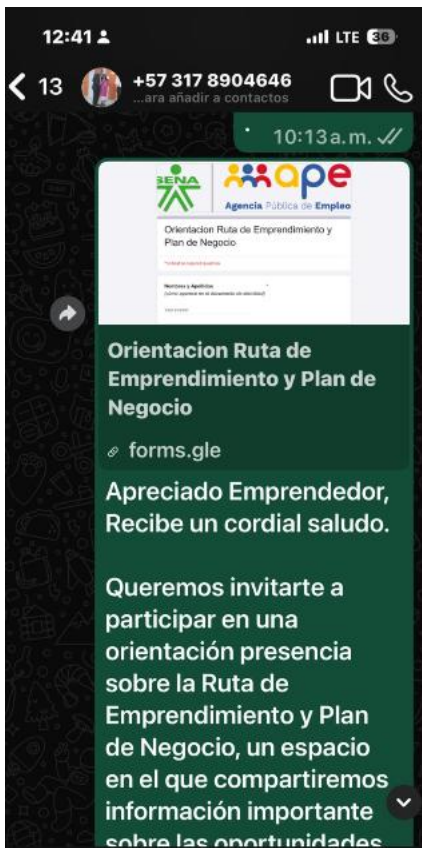 12:41
LTE 36
13
+57 317 8904646
...ara añadir a contactos
10:13 a.m.
SENA
ape
Agencia Pública de Empleo
Orientacion Ruta de Emprendimiento y
Plan de Negocio
Nombres y Apellidos
Orientacion Ruta de
Emprendimiento y Plan de
Negocio
forms.gle
Apreciado Emprendedor,
Recibe un cordial saludo.
Queremos invitarte a
participar en una
orientación presencia
sobre la Ruta de
Emprendimiento y Plan
de Negocio, un espacio
en el que compartiremos
información importante
sobre las oportunidades